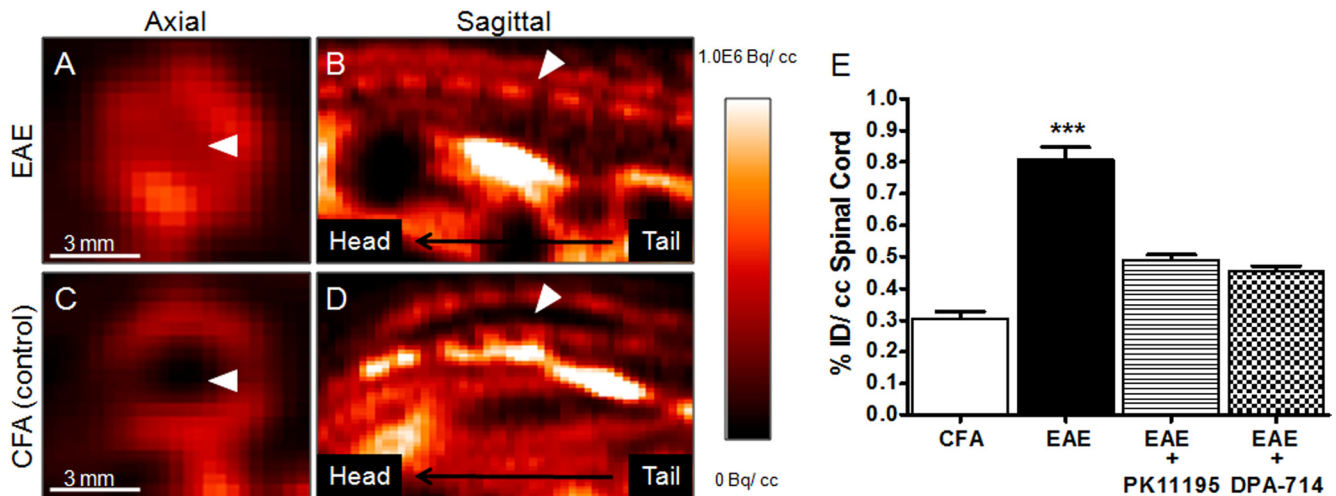 Axial
Sagittal
EAE
CFA (control)
A
3 mm
B
Head
Tail
C
3 mm
D
Head
Tail
1.0E6 Bq/ cc
0 Bq/ cc
E
% ID/ cc Spinal Cord
1.0
0.9
0.8
0.7
0.6
0.5
0.4
0.3
0.2
0.1
0.0
***
CFA
EAE
EAE
+
PK11195
EAE
+
DPA-714